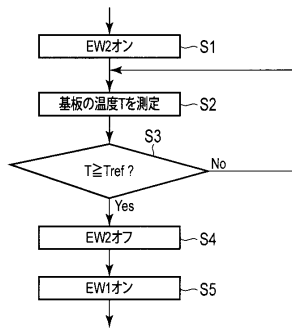 EW2オン
S1
基板の温度Tを測定
S2
S3
T≧Tref ?
No
Yes
EW2オフ
S4
EW1オン
S5